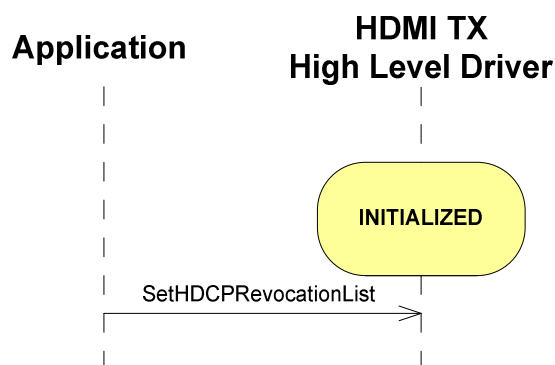 Application
HDMI TX
High Level Driver
INITIALIZED
SetHDCPRevocationList